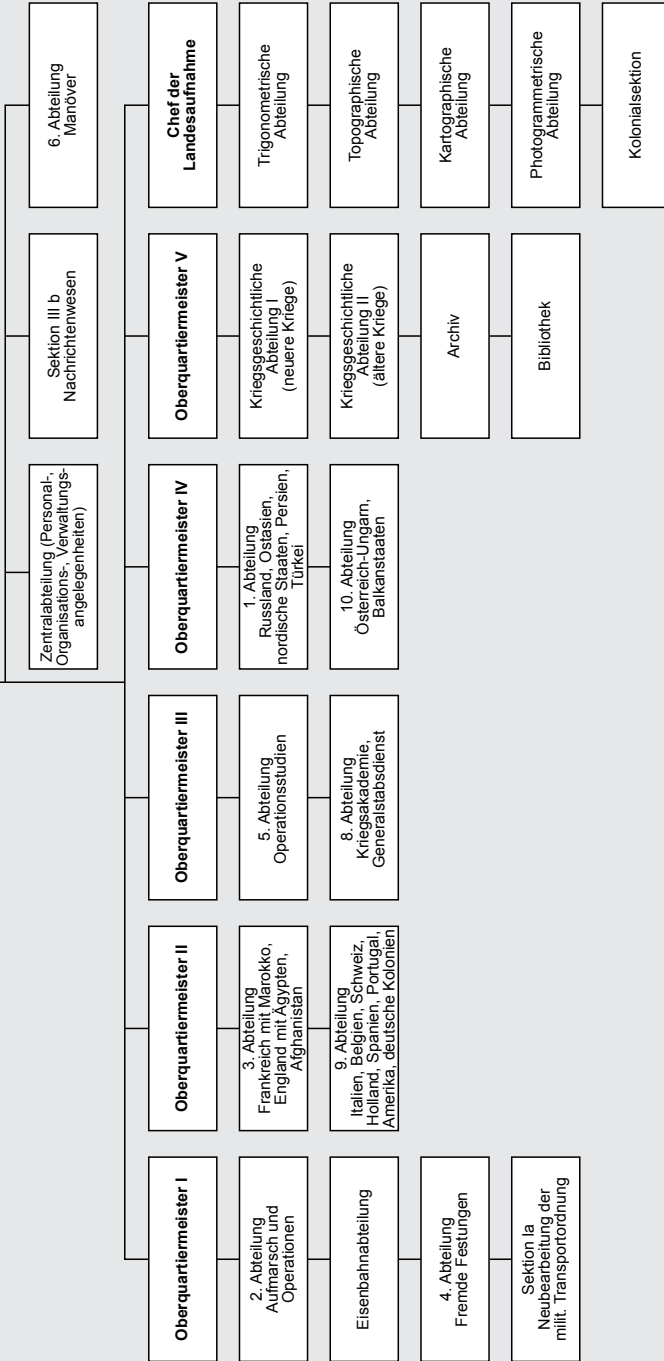 Zentralabteilung (Personal-,
Organisations-, Verwaltungs-
angelegenheiten)
Sektion III b
Nachrichtenwesen
6. Abteilung
Manöver
Oberquartiermeister I
2. Abteilung
Aufmarsch und
Operationen
Eisenbahnabteilung
4. Abteilung
Fremde Festungen
Sektion Ia
Neubearbeitung der
milit. Transportordnung
Oberquartiermeister II
3. Abteilung
Frankreich mit Marokko,
England mit Ägypten,
Afghanistan
9. Abteilung
Italien, Belgien, Schweiz,
Holland, Spanien, Portugal,
Amerika, deutsche Kolonien
Oberquartiermeister III
5. Abteilung
Operationsstudien
8. Abteilung
Kriegsakademie,
Generalstabsdienst
Oberquartiermeister IV
1. Abteilung
Russland, Ostasien,
nordische Staaten, Persien,
Türkei
10. Abteilung
Österreich-Ungarn,
Balkanstaaten
Oberquartiermeister V
Kriegsgeschichtliche
Abteilung I
(neuere Kriege)
Kriegsgeschichtliche
Abteilung II
(ältere Kriege)
Archiv
Bibliothek
Chef der
Landesaufnahme
Trigonometrische
Abteilung
Topographische
Abteilung
Kartographische
Abteilung
Photogrammetrische
Abteilung
Kolonialsektion